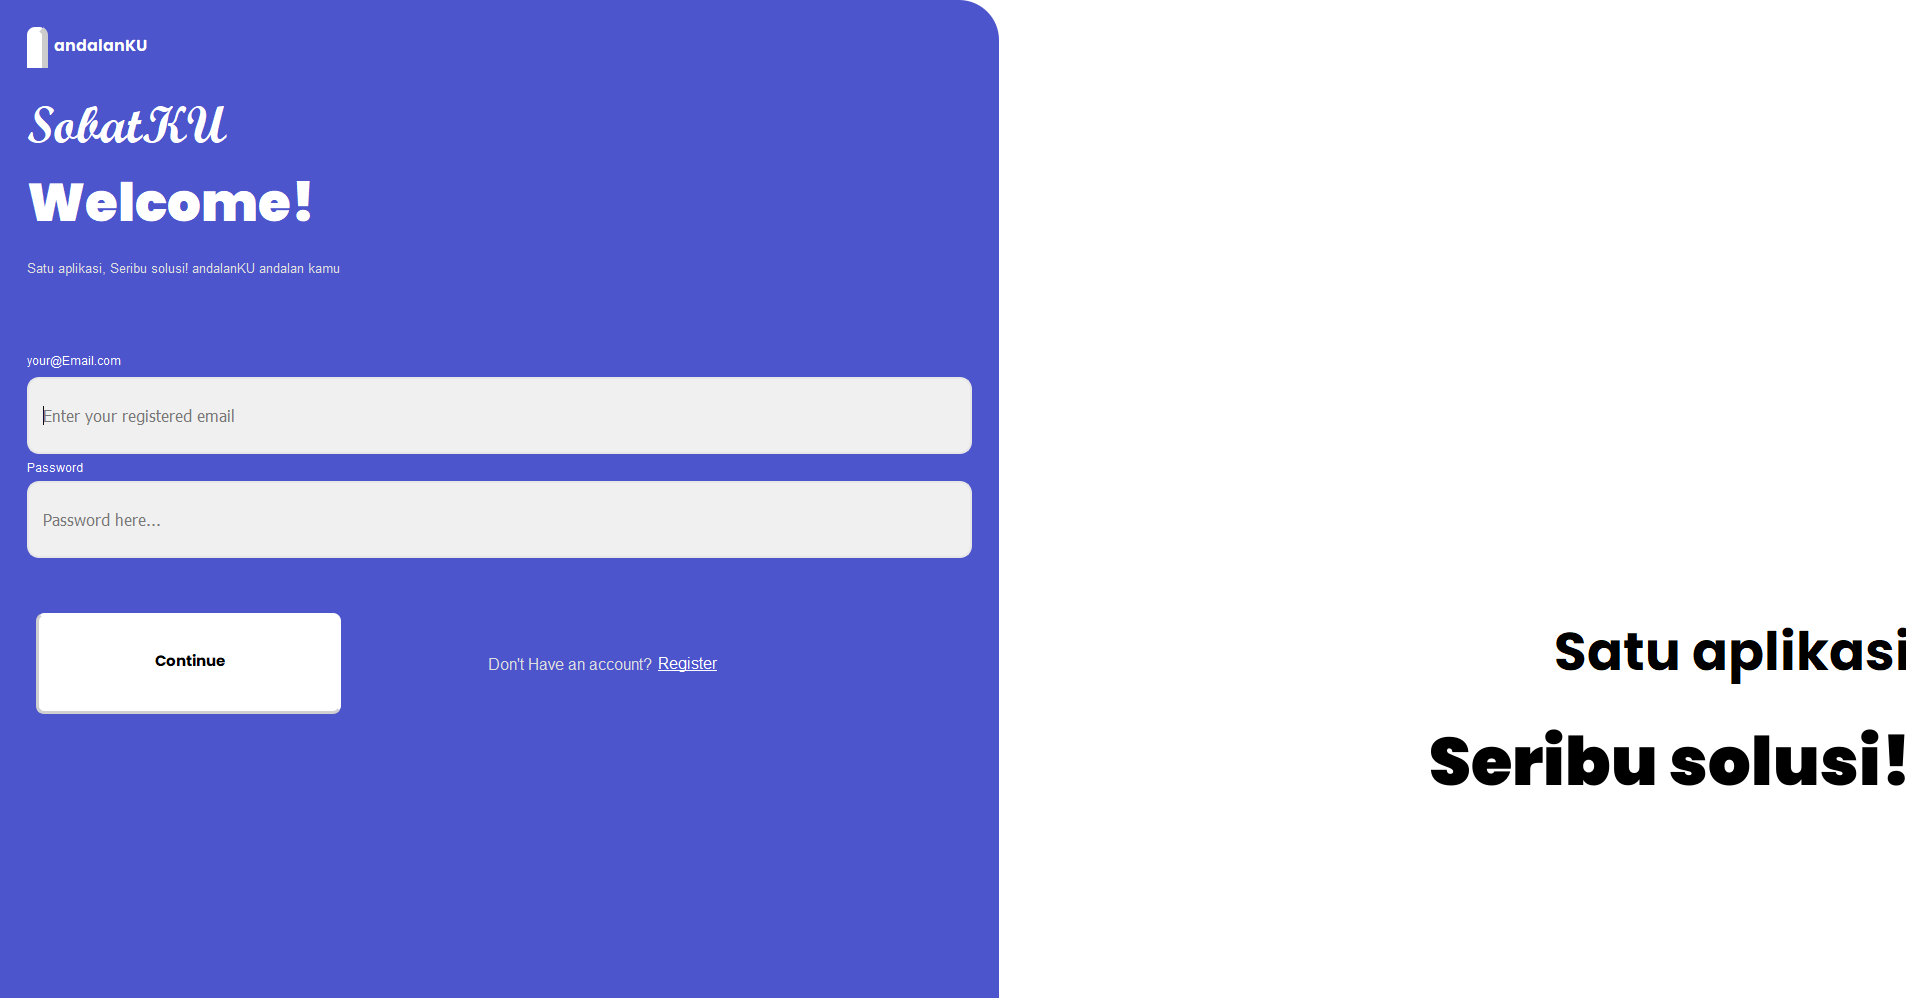 andalanKU
SobatKU
Welcome!
Satu aplikasi, Seribu solusi! andalanKU andalan kamu
your@Email.com
Enter your registered email
Password
Password here...
Continue
Don't Have an account? Register
Satu aplikasi
Seribu solusi!